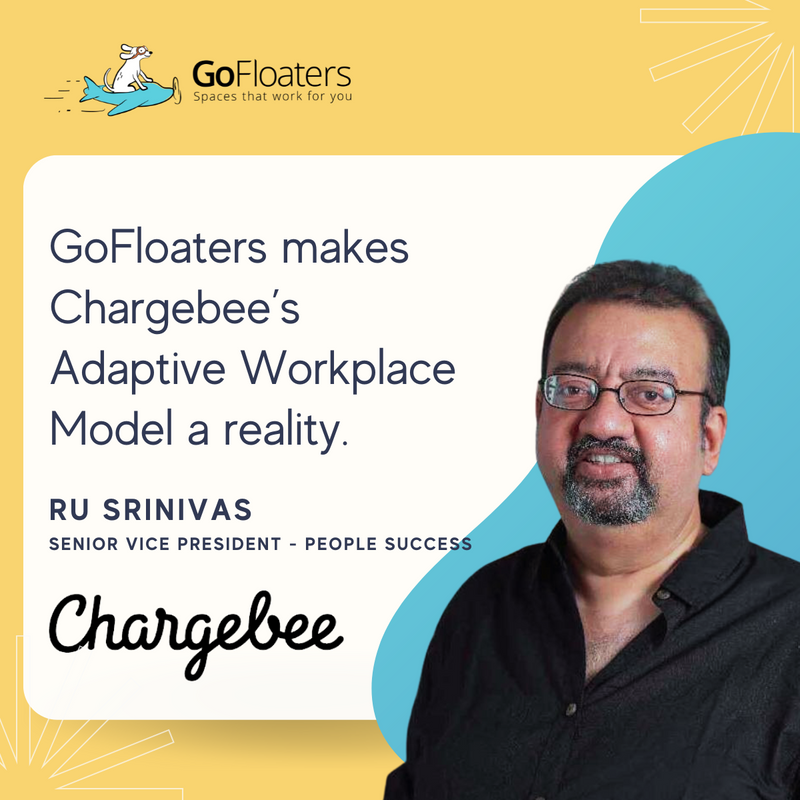 GoFloaters
Spaces that work for you
GoFloaters makes
Chargebee’s
Adaptive Workplace
Model a reality.
RU SRINIVAS
SENIOR VICE PRESIDENT - PEOPLE SUCCESS
Chargebee